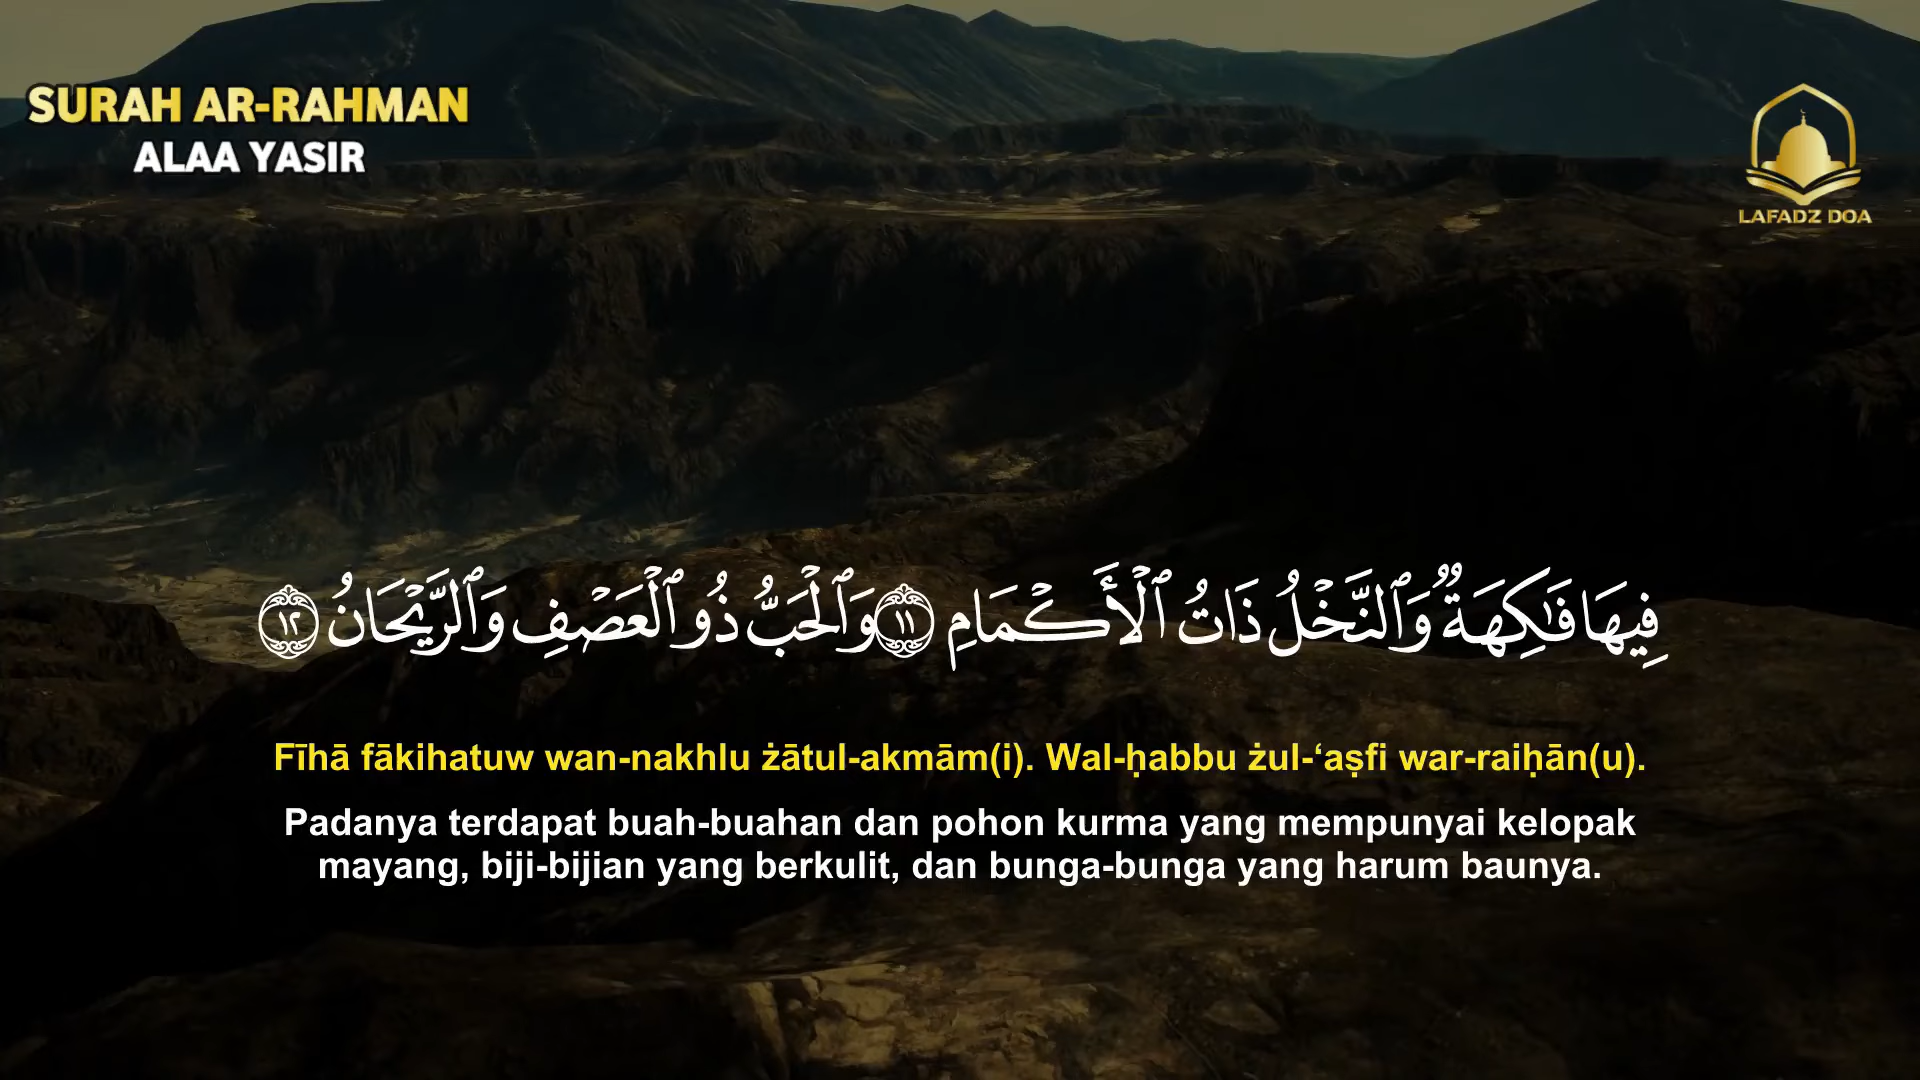 SURAH AR-RAHMAN
ALAA YASIR
LAFADZ DOA
فِيهَا فَٰكِهَةٌ وَٱلنَّخْلُ ذَاتُ ٱلْأَكْمَامِ ١١ وَٱلْحَبُّ ذُو ٱلْعَصْفِ وَٱلرَّيْحَانُ ١٢
Fīhā fākihatuw wan-nakhlu żātul-akmām(i). Wal-ḥabbu żul-‘aṣfi war-raiḥān(u).
Padanya terdapat buah-buahan dan pohon kurma yang mempunyai kelopak
mayang, biji-bijian yang berkulit, dan bunga-bunga yang harum baunya.